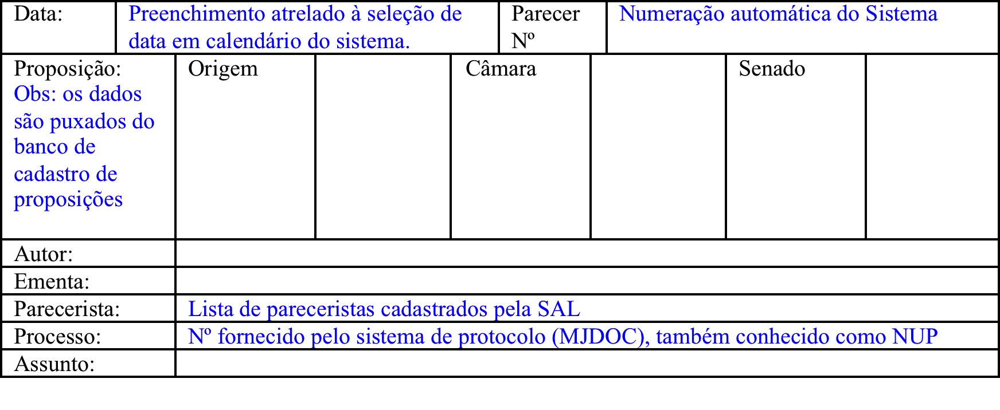 Data:
Preenchimento atrelado à seleção de
data em calendário do sistema.
Parecer
Nº
Numeração automática do Sistema
Proposição:
Obs: os dados
são puxados do
banco de
cadastro de
proposições
Origem
Câmara
Senado
Autor:
Ementa:
Parecerista:
Lista de pareceristas cadastrados pela SAL
Processo:
Nº fornecido pelo sistema de protocolo (MJDOC), também conhecido como NUP
Assunto: